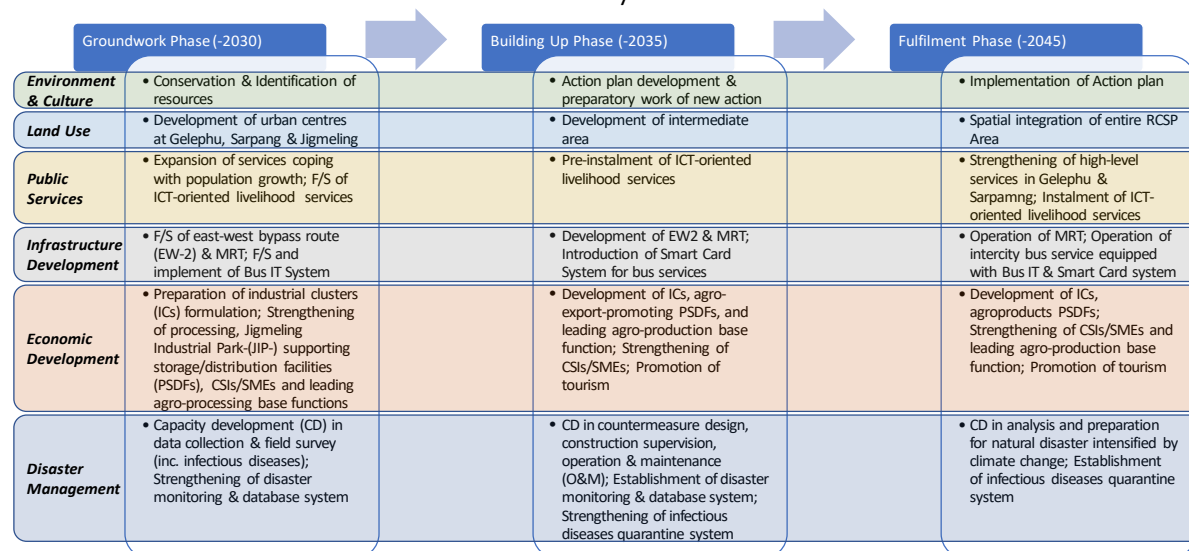 Groundwork Phase (-2030)
Building Up Phase (-2035)
Fulfilment Phase (-2045)
Environment
& Culture
• Conservation & Identification of
resources
• Action plan development &
preparatory work of new action
• Implementation of Action plan
Land Use
• Development of urban centres
at Gelephu, Sarpang & Jigmeling
• Development of intermediate
area
• Spatial integration of entire RCSP
Area
Public
Services
• Expansion of services coping
with population growth; F/S of
ICT-oriented livelihood services
• Pre-instalment of ICT-oriented
livelihood services
• Strengthening of high-level
services in Gelephu &
Sarpamng; Instalment of ICT-
oriented livelihood services
Infrastructure
Development
• F/S of east-west bypass route
(EW-2) & MRT; F/S and
implement of Bus IT System
• Development of EW2 & MRT;
Introduction of Smart Card
System for bus services
• Operation of MRT; Operation of
intercity bus service equipped
with Bus IT & Smart Card system
Economic
Development
• Preparation of industrial clusters
(ICs) formulation; Strengthening
of processing, Jigmeling
Industrial Park-(JIP-) supporting
storage/distribution facilities
(PSDFs), CSIs/SMEs and leading
agro-processing base functions
• Development of ICs, agro-
export-promoting PSDFs, and
leading agro-production base
function; Strengthening of
CSIs/SMEs; Promotion of
tourism
• Development of ICs,
agroproducts PSDFs;
Strengthening of CSIs/SMEs and
leading agro-production base
function; Promotion of tourism
Disaster
Management
• Capacity development (CD) in
data collection & field survey
(inc. infectious diseases);
Strengthening of disaster
monitoring & database system
• CD in countermeasure design,
construction supervision,
operation & maintenance
(O&M); Establishment of disaster
monitoring & database system;
Strengthening of infectious
diseases quarantine system
• CD in analysis and preparation
for natural disaster intensified by
climate change; Establishment
of infectious diseases quarantine
system